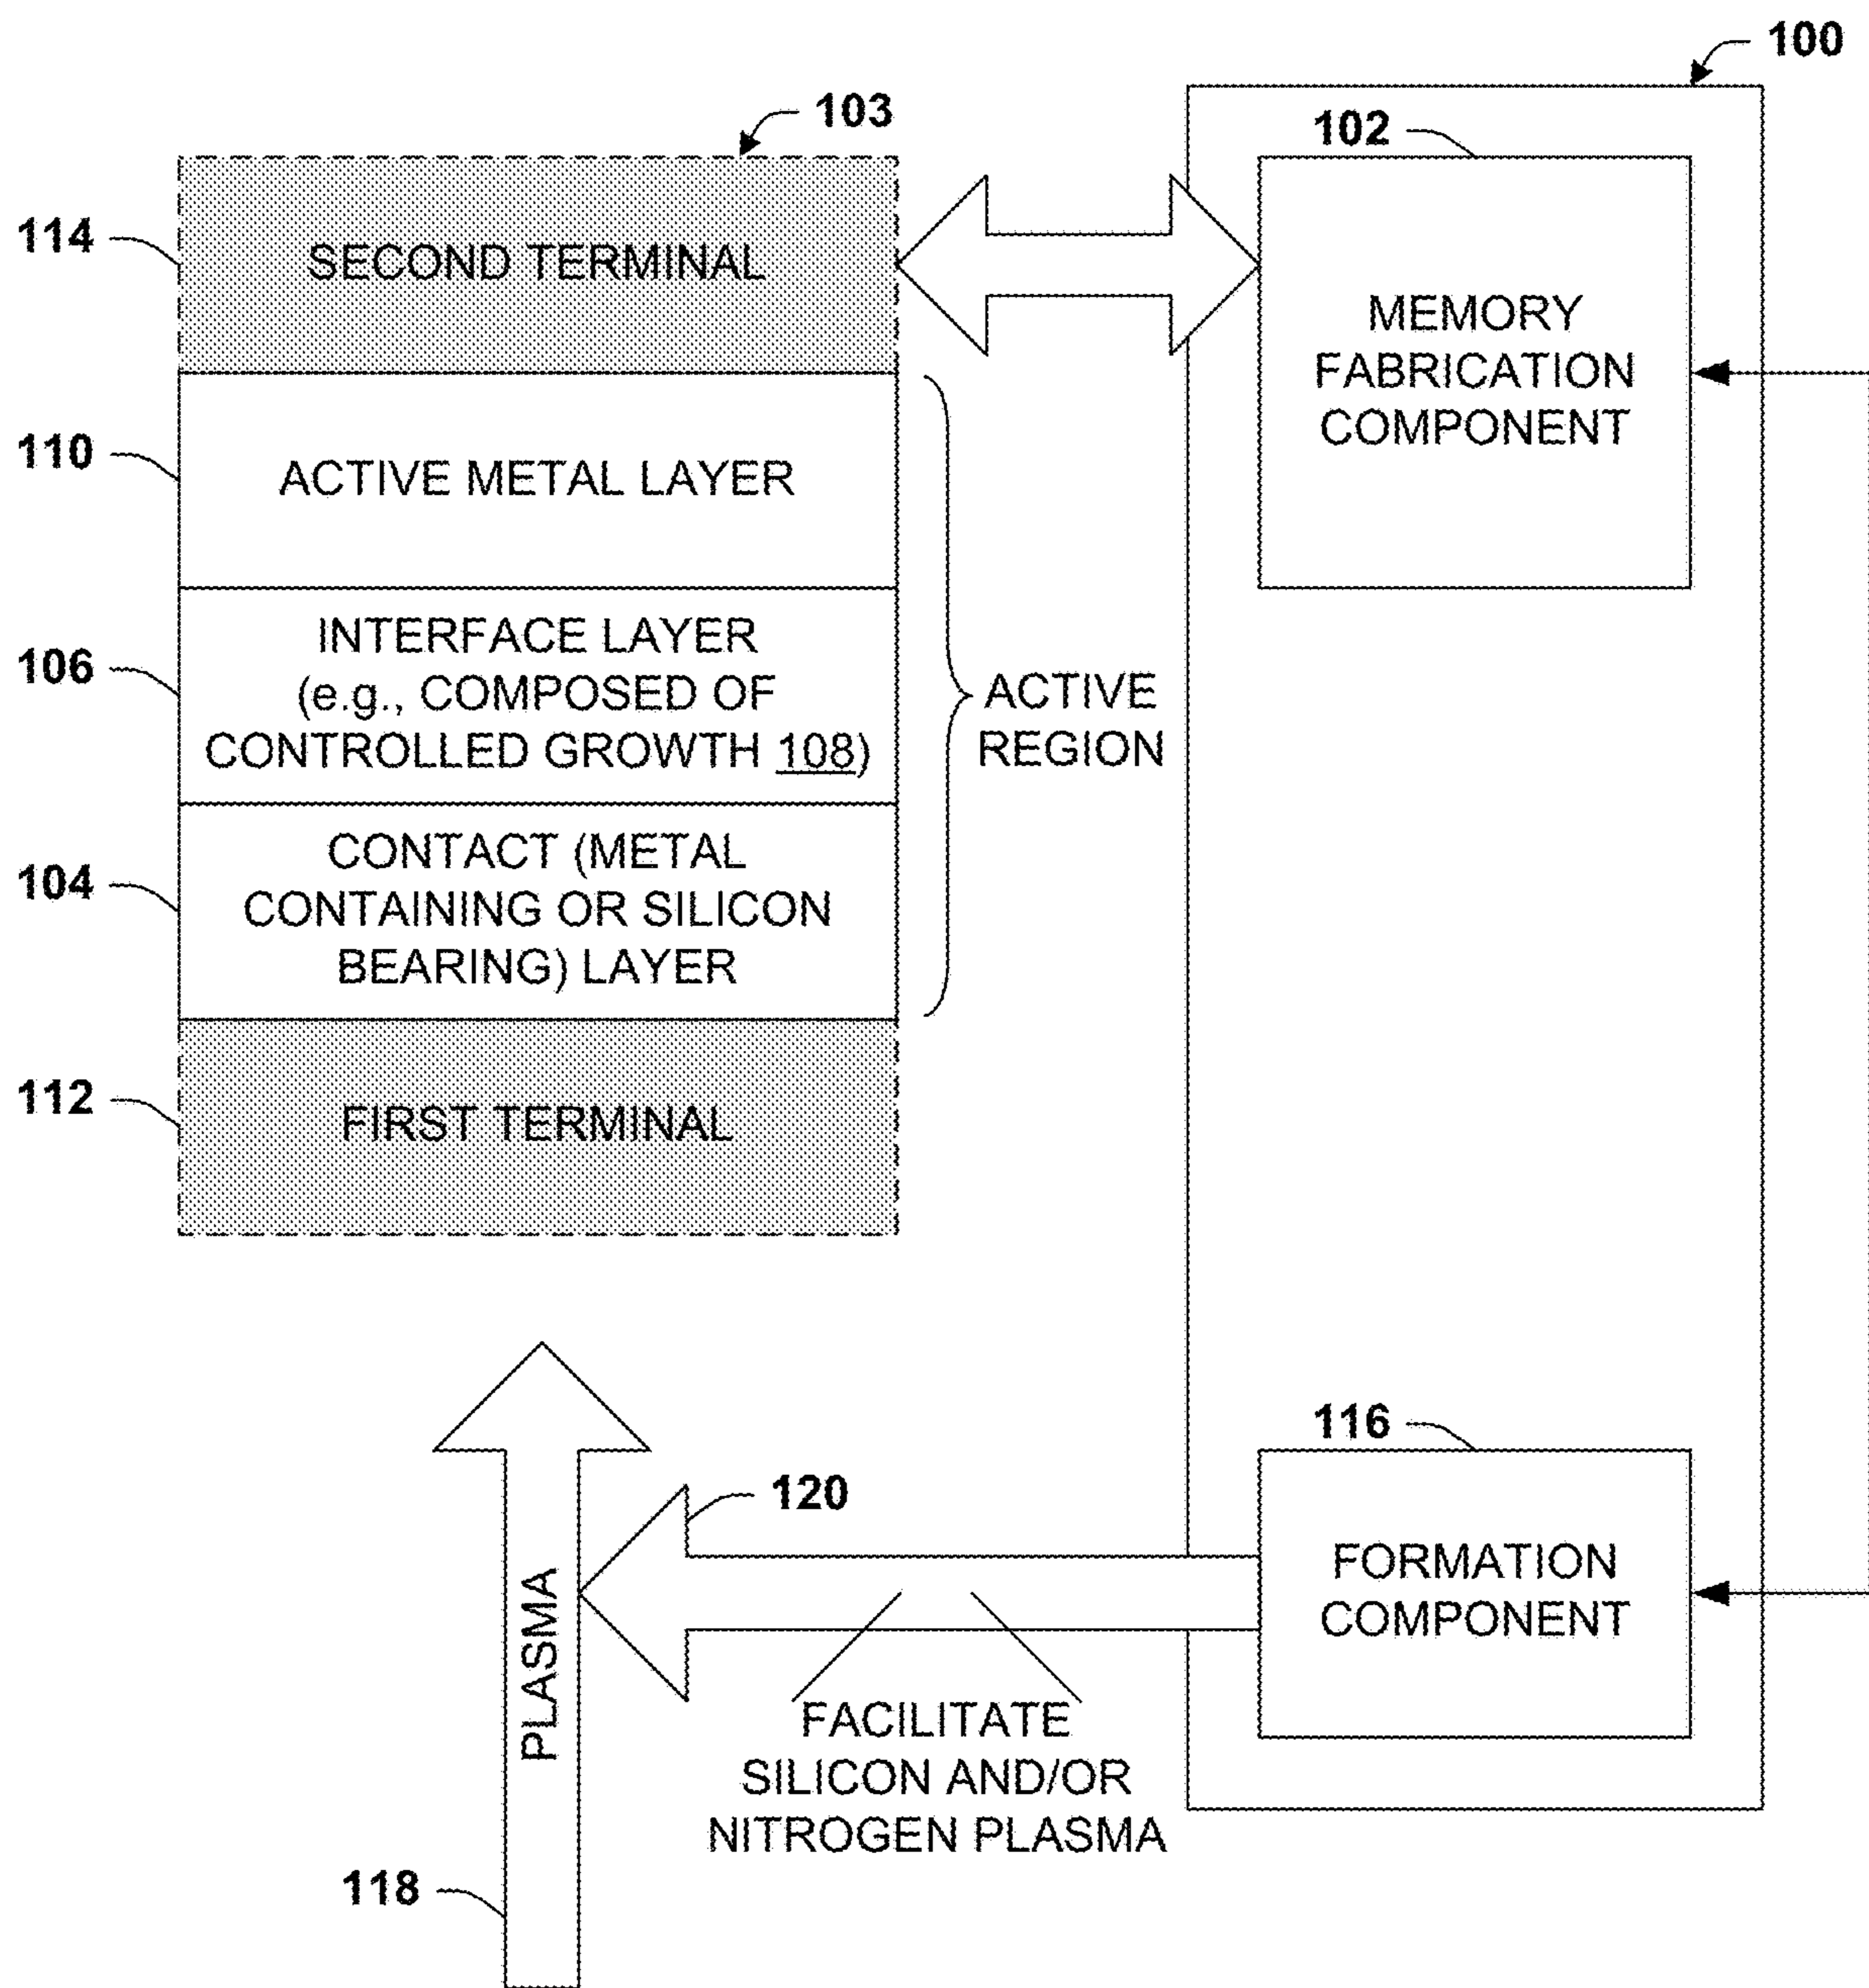 100
103
102
114
SECOND TERMINAL
MEMORY
FABRICATION
COMPONENT
110
ACTIVE METAL LAYER
106
INTERFACE LAYER
(e.g., COMPOSED OF
CONTROLLED GROWTH 108)
ACTIVE
REGION
104
CONTACT (METAL
CONTAINING OR SILICON
BEARING) LAYER
112
FIRST TERMINAL
116
120
FORMATION
COMPONENT
PLASMA
FACILITATE
SILICON AND/OR
NITROGEN PLASMA
118